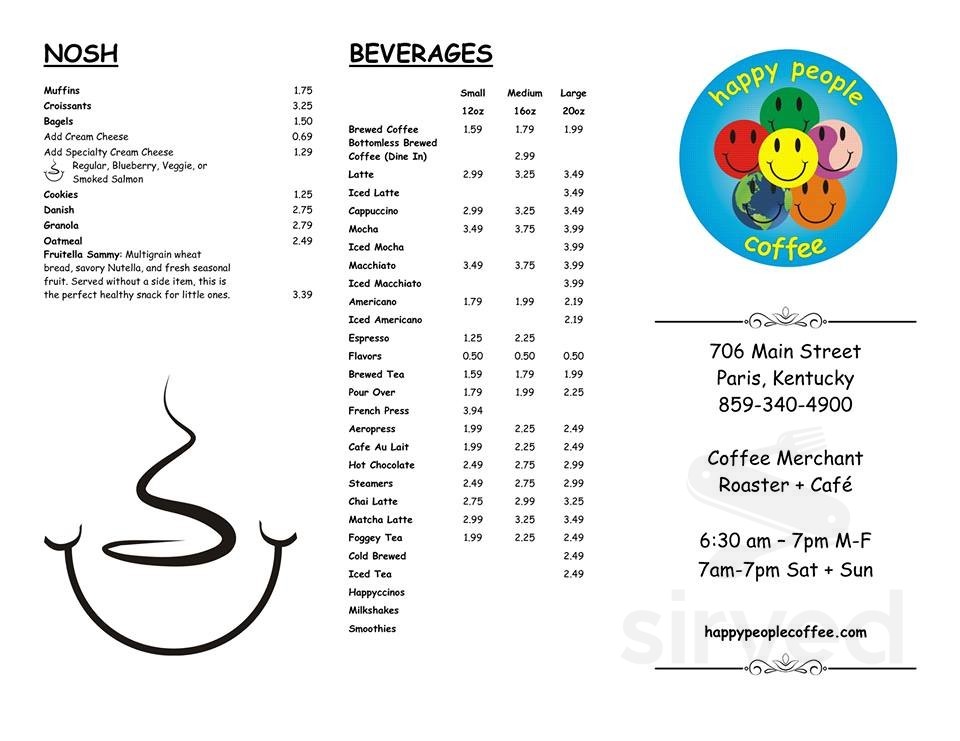 NOSH
Muffins 1.75
Croissants 3.25
Bagels 1.50
Add Cream Cheese 0.69
Add Specialty Cream Cheese 1.29
Regular, Blueberry, Veggie, or
Smoked Salmon
Cookies 1.25
Danish 2.75
Granola 2.79
Oatmeal 2.49
Fruitella Sammy: Multigrain wheat
bread, savory Nutella, and fresh seasonal
fruit. Served without a side item, this is
the perfect healthy snack for little ones. 3.39
BEVERAGES
Small Medium Large
12oz 16oz 20oz
Brewed Coffee 1.59 1.79 1.99
Bottomless Brewed
Coffee (Dine In) 2.99
Latte 2.99 3.25 3.49
Iced Latte 3.49
Cappuccino 2.99 3.25 3.49
Mocha 3.49 3.75 3.99
Iced Mocha 3.99
Macchiato 3.49 3.75 3.99
Iced Macchiato 3.99
Americano 1.79 1.99 2.19
Iced Americano 2.19
Espresso 1.25 2.25
Flavors 0.50 0.50 0.50
Brewed Tea 1.59 1.79 1.99
Pour Over 1.79 1.99 2.25
French Press 3.94
Aeropress 1.99 2.25 2.49
Cafe Au Lait 1.99 2.25 2.49
Hot Chocolate 2.49 2.75 2.99
Steamers 2.49 2.75 2.99
Chai Latte 2.75 2.99 3.25
Matcha Latte 2.99 3.25 3.49
Foggey Tea 1.99 2.25 2.49
Cold Brewed 2.49
Iced Tea 2.49
Happyccinos
Milkshakes
Smoothies
happy people
coffee
706 Main Street
Paris, Kentucky
859-340-4900
Coffee Merchant
Roaster + Café
6:30 am – 7pm M-F
7am-7pm Sat + Sun
sirved
happypeoplecoffee.com